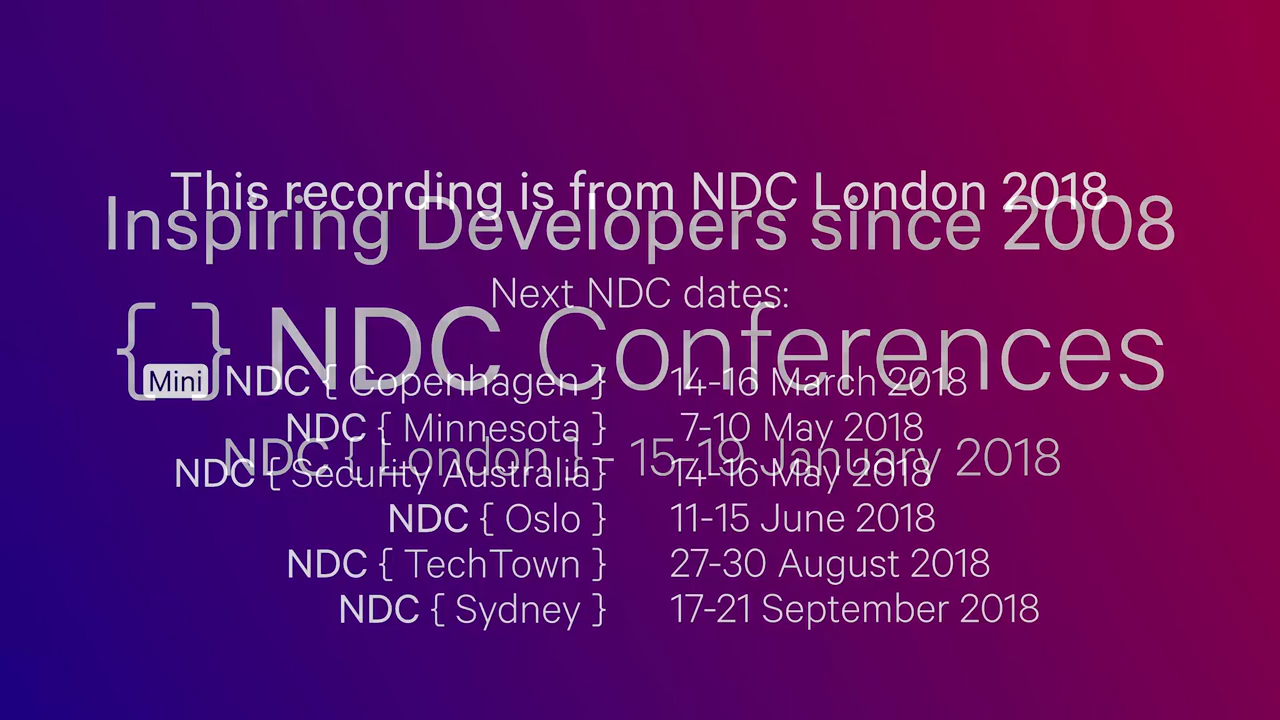 This recording is from NDC London 2018
Inspiring Developers since 2008
Next NDC dates:
{ } NDC Conferences
Mini NDC { Copenhagen } 14-16 March 2018
NDC { Minnesota } 7-10 May 2018
NDC { London } - 15-19 January 2018
NDC { Security Australia} 14-16 May 2018
NDC { Oslo } 11-15 June 2018
NDC { TechTown } 27-30 August 2018
NDC { Sydney } 17-21 September 2018